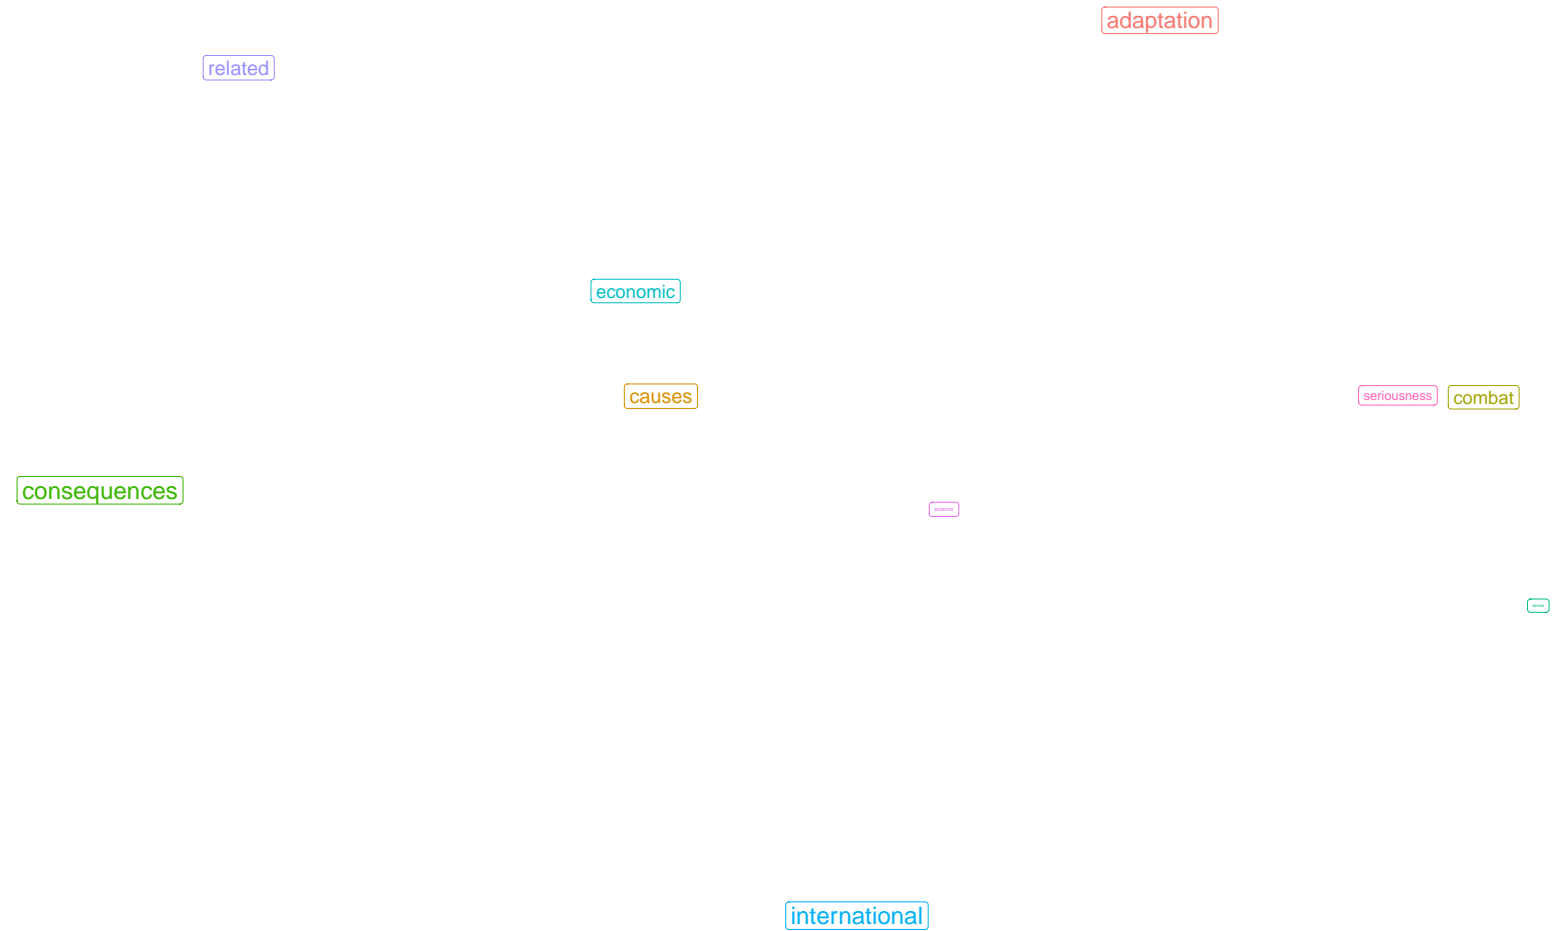 adaptation
related
economic
causes
seriousness
combat
consequences
international